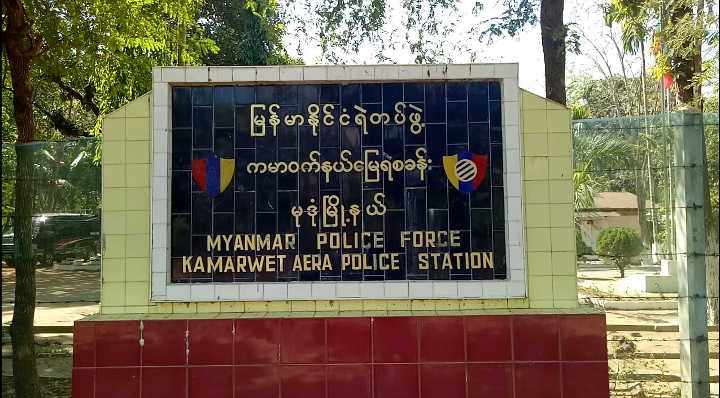 မြန်မာနိုင်ငံရဲတပ်ဖွဲ့
ကမာဝက်နယ်မြေရဲစခန်း
မုဒုံမြို့နယ်
MYANMAR POLICE FORCE
KAMARWET AERA POLICE STATION